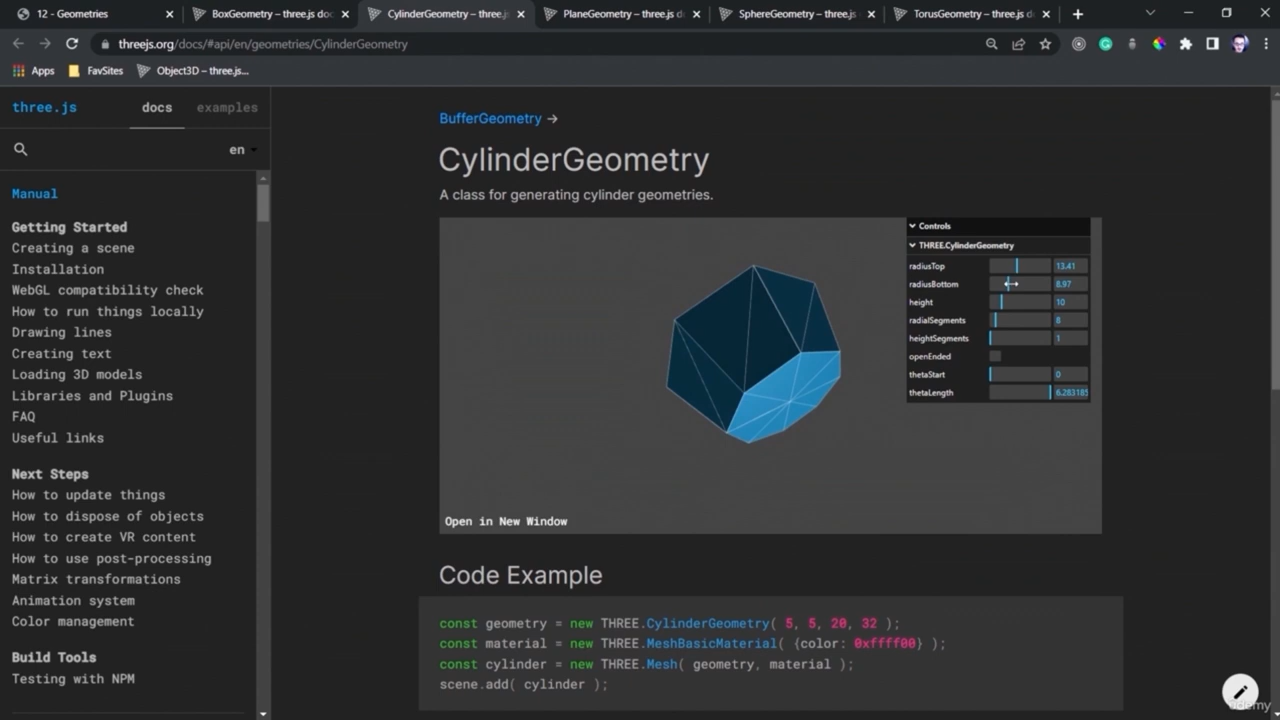 12 - Geometries
BoxGeometry – three.js doc
CylinderGeometry – three.js
PlaneGeometry – three.js d
SphereGeometry – three.js
TorusGeometry – three.js d
threejs.org/docs/#api/en/geometries/CylinderGeometry
Apps
FavSites
Object3D – three.js...
three.js
docs
examples
en
Manual
Getting Started
Creating a scene
Installation
WebGL compatibility check
How to run things locally
Drawing lines
Creating text
Loading 3D models
Libraries and Plugins
FAQ
Useful links
Next Steps
How to update things
How to dispose of objects
How to create VR content
How to use post-processing
Matrix transformations
Animation system
Color management
Build Tools
Testing with NPM
BufferGeometry →
CylinderGeometry
A class for generating cylinder geometries.
Controls
THREE.CylinderGeometry
radiusTop 13.41
radiusBottom 8.97
height 10
radialSegments 8
heightSegments 1
openEnded
thetaStart 0
thetaLength 6.283185
Open in New Window
Code Example
const geometry = new THREE.CylinderGeometry( 5, 5, 20, 32 );
const material = new THREE.MeshBasicMaterial( {color: 0xffff00} );
const cylinder = new THREE.Mesh( geometry, material );
scene.add( cylinder );
udemy